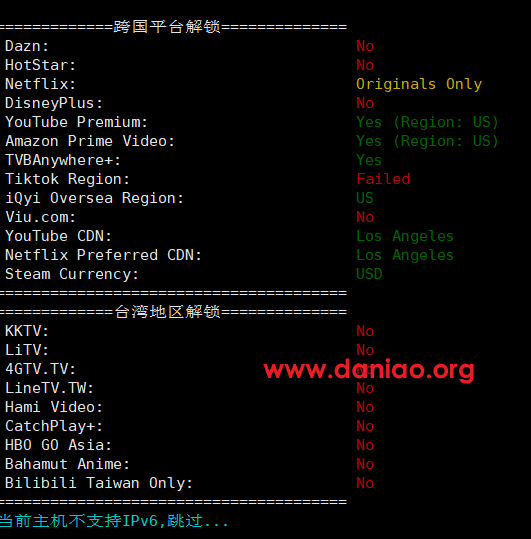 =============跨国平台解锁==============
Dazn: No
HotStar: No
Netflix: Originals Only
DisneyPlus: No
YouTube Premium: Yes (Region: US)
Amazon Prime Video: Yes (Region: US)
TVBAnywhere+: Yes
Tiktok Region: Failed
iQyi Oversea Region: US
Viu.com: No
YouTube CDN: Los Angeles
Netflix Preferred CDN: Los Angeles
Steam Currency: USD
=======================================
=============台湾地区解锁==============
KKTV: No
LiTV: No
4GTV.TV: No
www.daniao.org
LineTV.TW: No
Hami Video: No
CatchPlay+: No
HBO GO Asia: No
Bahamut Anime: No
Bilibili Taiwan Only: No
=======================================
当前主机不支持IPv6,跳过...